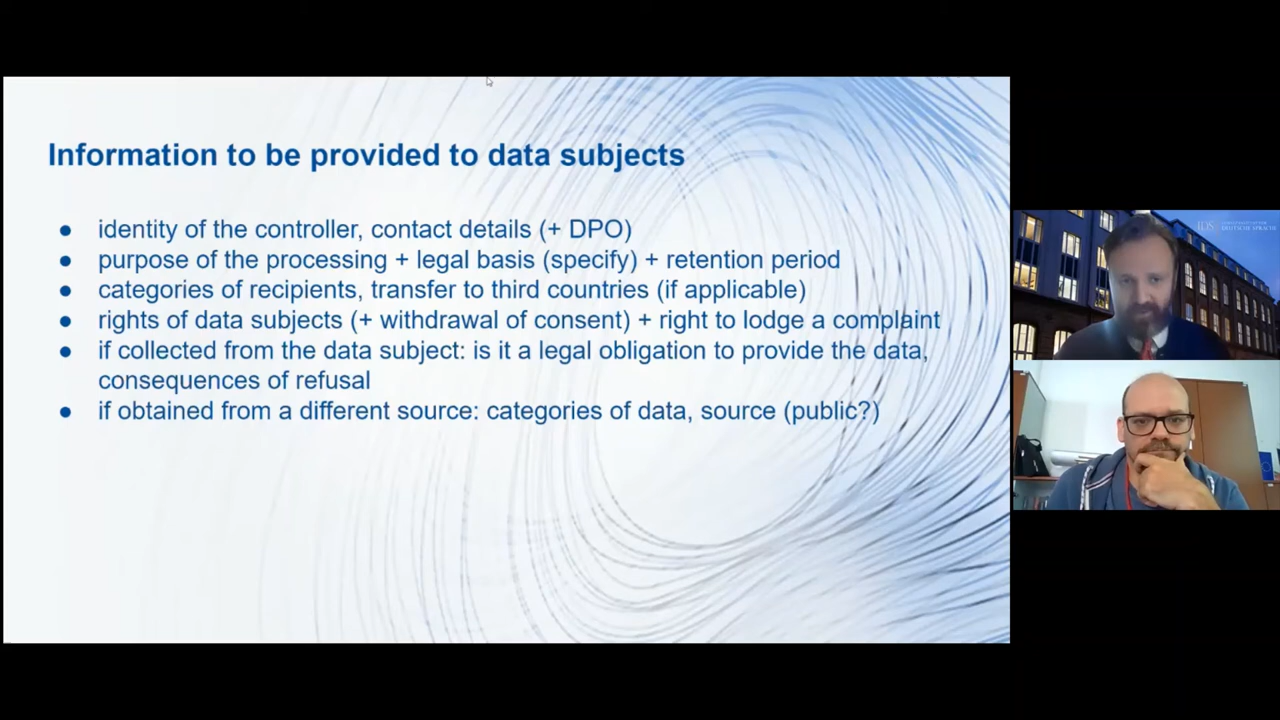 Information to be provided to data subjects
● identity of the controller, contact details (+ DPO)
● purpose of the processing + legal basis (specify) + retention period
● categories of recipients, transfer to third countries (if applicable)
● rights of data subjects (+ withdrawal of consent) + right to lodge a complaint
● if collected from the data subject: is it a legal obligation to provide the data,
consequences of refusal
● if obtained from a different source: categories of data, source (public?)
IDS
DEUTSCHE SPRACHE